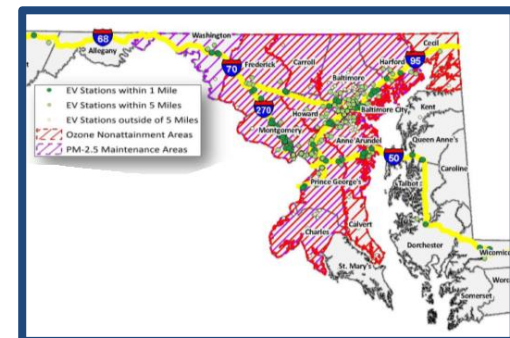 Washington
68
Allegany
Cecil
Harford
95
Frederick
Carroll
70
Baltimore
EV Stations within 1 Mile
EV Stations within 5 Miles
EV Stations outside of 5 Miles
Ozone Nonattainment Areas
PM-2.5 Maintenance Areas
270
Baltimore City
Kent
Howard
Montgomery
Queen Anne's
Anne Arundel
50
Caroline
Prince George's
Talbot
Charles
Calvert
Dorchester
St. Mary's
Wicomico
Worc
Somerset